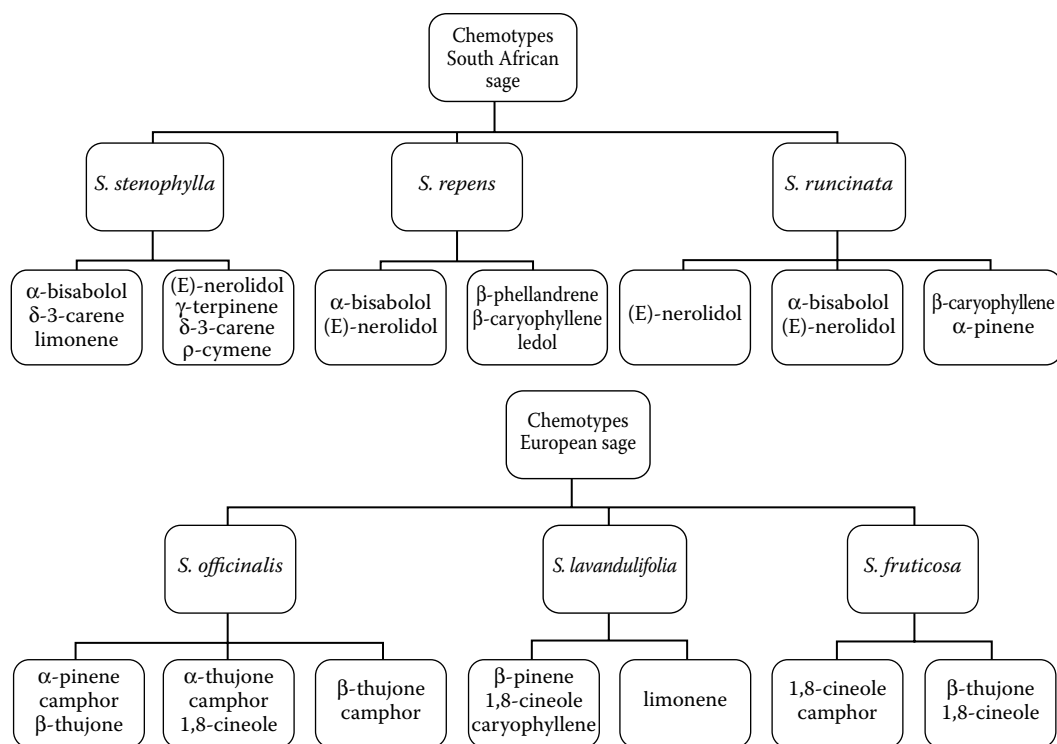 Chemotypes
South African
sage
S. stenophylla
S. repens
S. runcinata
α-bisabolol
δ-3-carene
limonene
(E)-nerolidol
γ-terpinene
δ-3-carene
ρ-cymene
α-bisabolol
(E)-nerolidol
β-phellandrene
β-caryophyllene
ledol
(E)-nerolidol
α-bisabolol
(E)-nerolidol
β-caryophyllene
α-pinene
Chemotypes
European sage
S. officinalis
S. lavandulifolia
S. fruticosa
α-pinene
camphor
β-thujone
α-thujone
camphor
1,8-cineole
β-thujone
camphor
β-pinene
1,8-cineole
caryophyllene
limonene
1,8-cineole
camphor
β-thujone
1,8-cineole